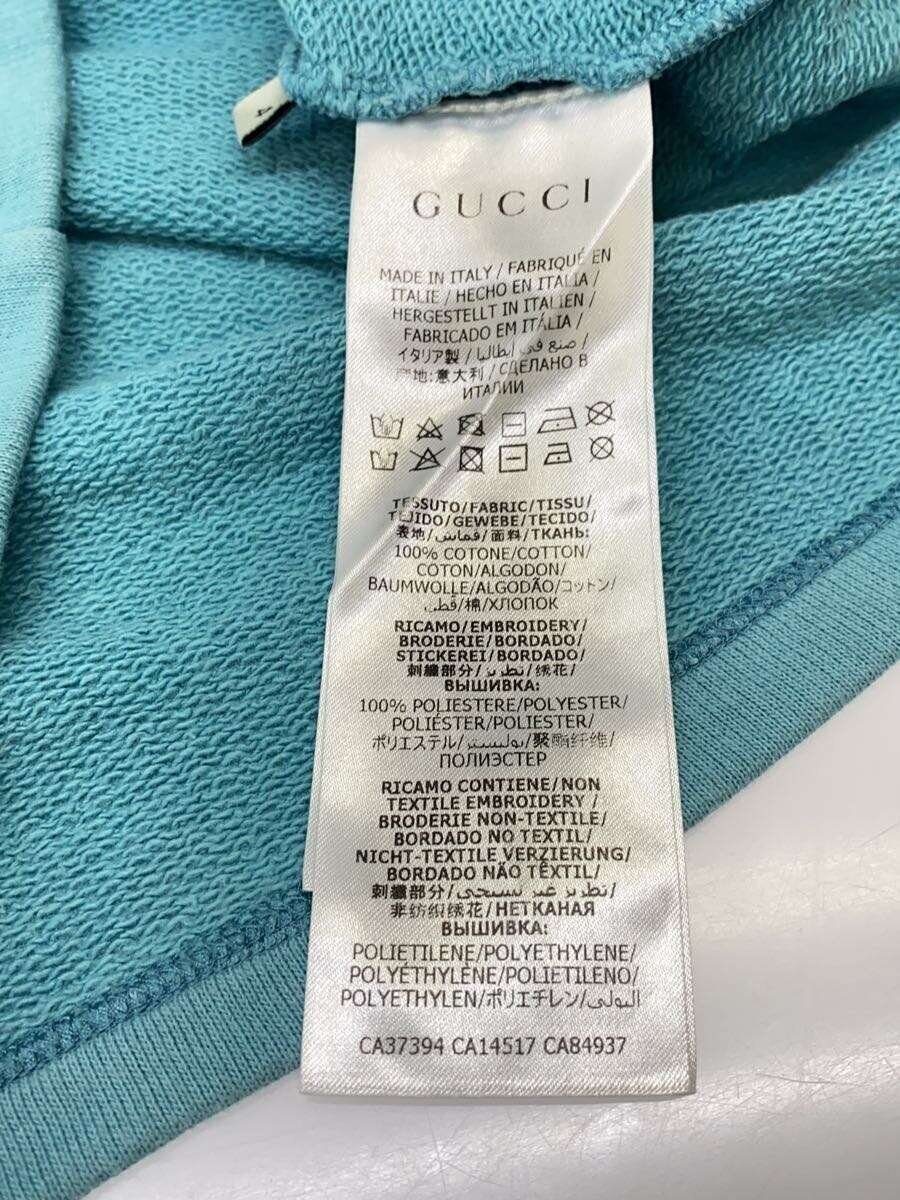 4
GUCCI
MADE IN ITALY / FABRIQUÉ EN
ITALIE / HECHO EN ITALIA /
HERGESTELLT IN ITALIEN /
FABRICADO EM ITÁLIA /
イタリア製 / صنع في إيطاليا /
产地:意大利 / СДЕЛАНО В
ИТАЛИИ
TESSUTO/FABRIC/TISSU/
TEJIDO/GEWEBE/TECIDO/
表地/قماش/面料/ТКАНЬ:
100% COTONE/COTTON/
COTON/ALGODON/
BAUMWOLLE/ALGODÃO/コットン/
قطن/棉/ХЛОПОК
RICAMO/EMBROIDERY/
BRODERIE/BORDADO/
STICKEREI/BORDADO/
刺繍部分/تطريز/绣花/
ВЫШИВКА:
100% POLIESTERE/POLYESTER/
POLIÉSTER/POLIESTER/
ポリエステル/بوليستر/聚酯纤维/
ПОЛИЭСТЕР
RICAMO CONTIENE/NON
TEXTILE EMBROIDERY/
BRODERIE NON-TEXTILE/
BORDADO NO TEXTIL/
NICHT-TEXTILE VERZIERUNG/
BORDADO NÃO TÊXTIL/
刺繍部分/تطريز غير نسيجي/
非纺织绣花/НЕТКАНАЯ
ВЫШИВКА:
POLIETILENE/POLYETHYLENE/
POLYÉTHYLÈNE/POLIETILENO/
POLYETHYLEN/ポリエチレン/البولي
CA37394 CA14517 CA84937